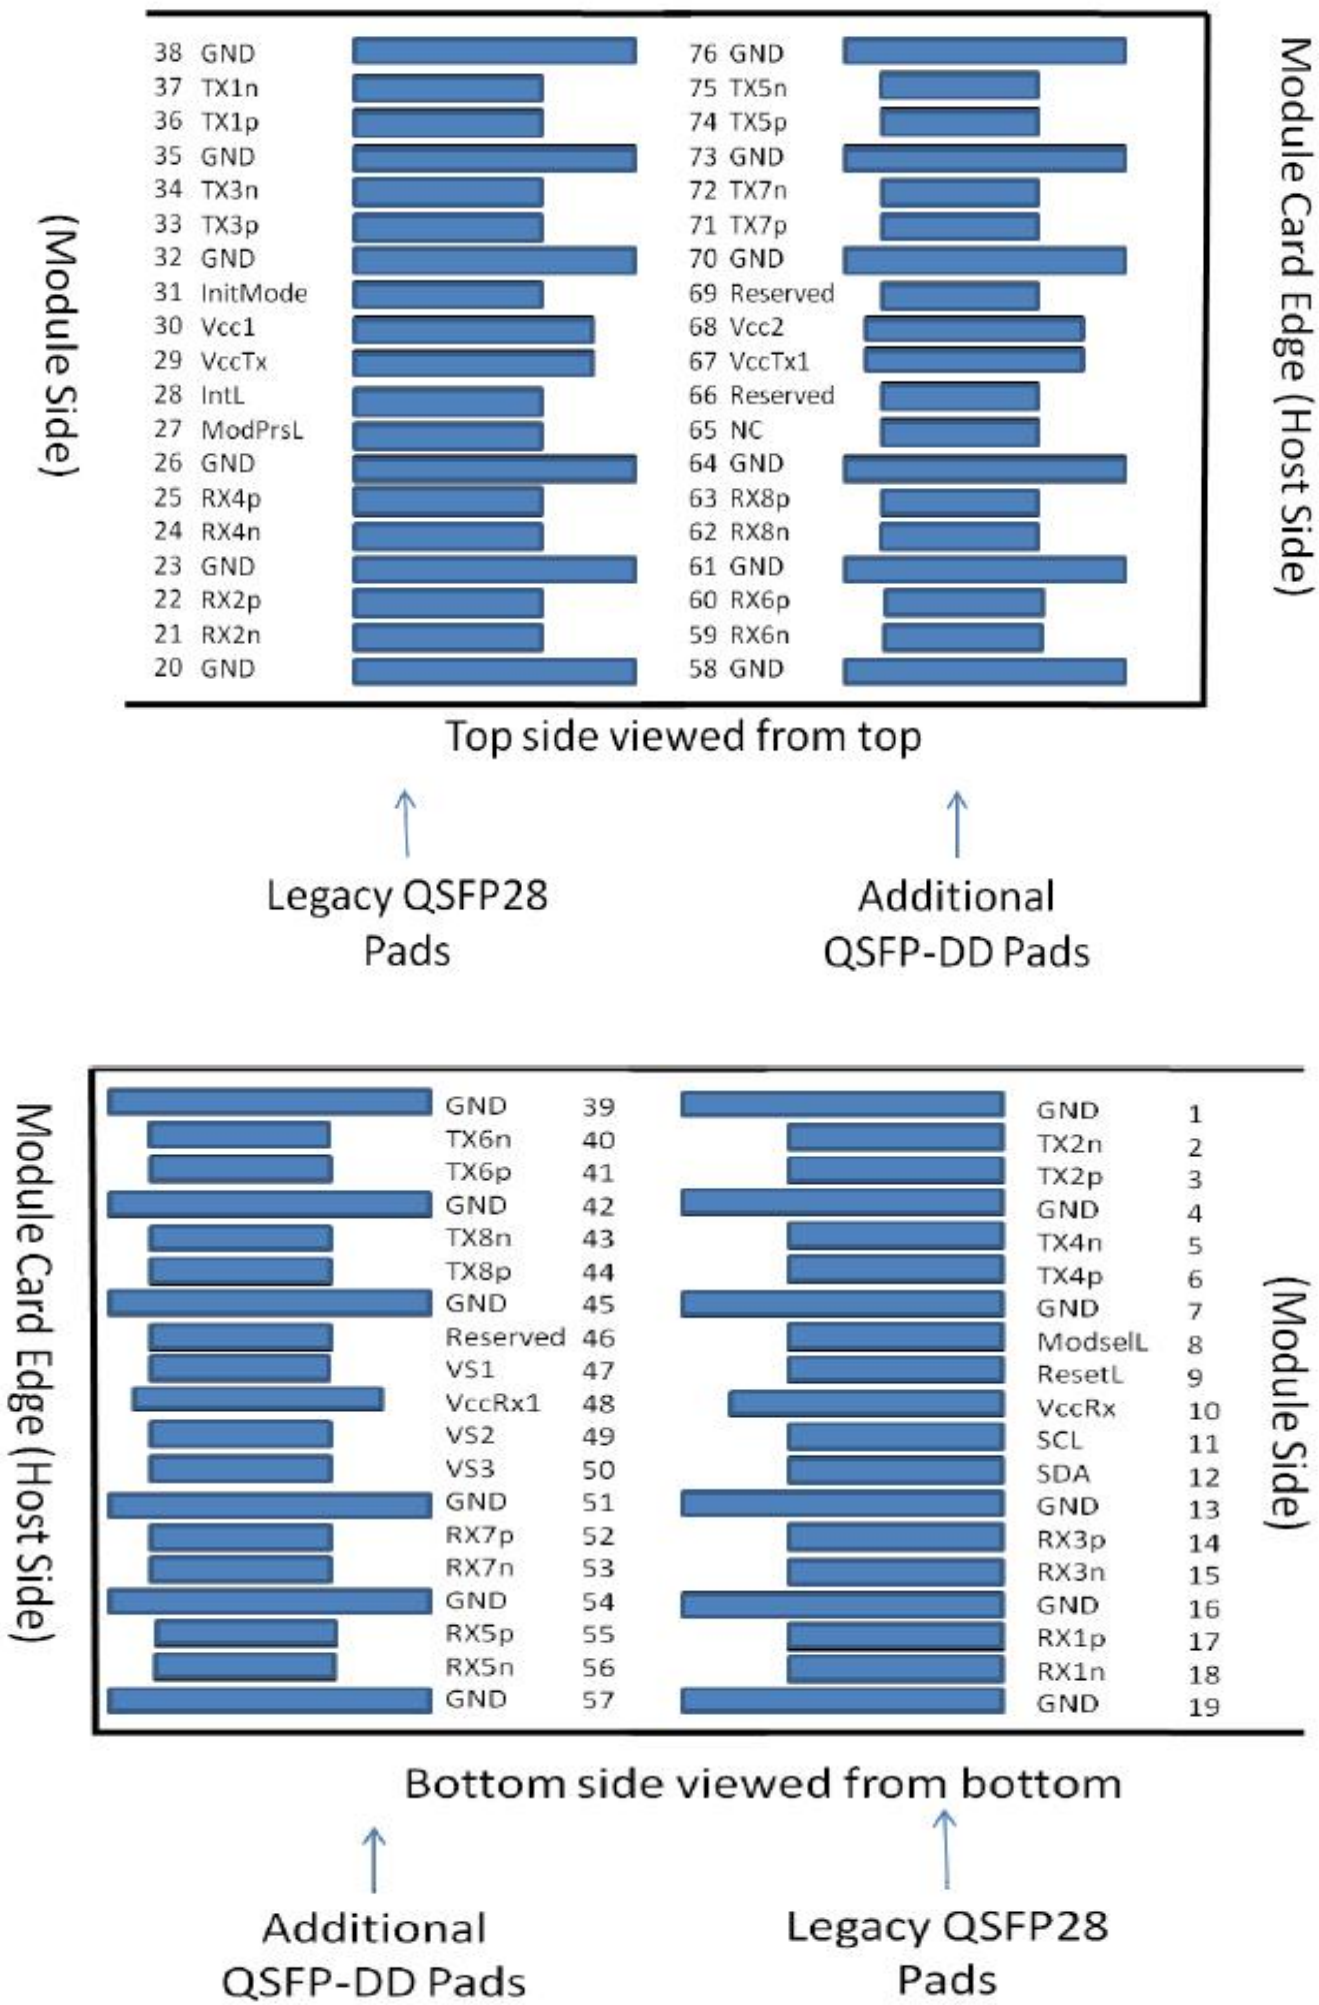 38 GND 76 GND
37 TX1n 75 TX5n
36 TX1p 74 TX5p
35 GND 73 GND
34 TX3n 72 TX7n
33 TX3p 71 TX7p
32 GND 70 GND
31 InitMode 69 Reserved
30 Vcc1 68 Vcc2
29 VccTx 67 VccTx1
28 IntL 66 Reserved
27 ModPrsL 65 NC
26 GND 64 GND
25 RX4p 63 RX8p
24 RX4n 62 RX8n
23 GND 61 GND
22 RX2p 60 RX6p
21 RX2n 59 RX6n
20 GND 58 GND
(Module Side)
Module Card Edge (Host Side)
Top side viewed from top
Legacy QSFP28
Pads
Additional
QSFP-DD Pads
Module Card Edge (Host Side)
GND 39 GND 1
TX6n 40 TX2n 2
TX6p 41 TX2p 3
GND 42 GND 4
TX8n 43 TX4n 5
TX8p 44 TX4p 6
GND 45 GND 7
Reserved 46 ModselL 8
VS1 47 ResetL 9
VccRx1 48 VccRx 10
VS2 49 SCL 11
VS3 50 SDA 12
GND 51 GND 13
RX7p 52 RX3p 14
RX7n 53 RX3n 15
GND 54 GND 16
RX5p 55 RX1p 17
RX5n 56 RX1n 18
GND 57 GND 19
(Module Side)
Bottom side viewed from bottom
Additional
QSFP-DD Pads
Legacy QSFP28
Pads